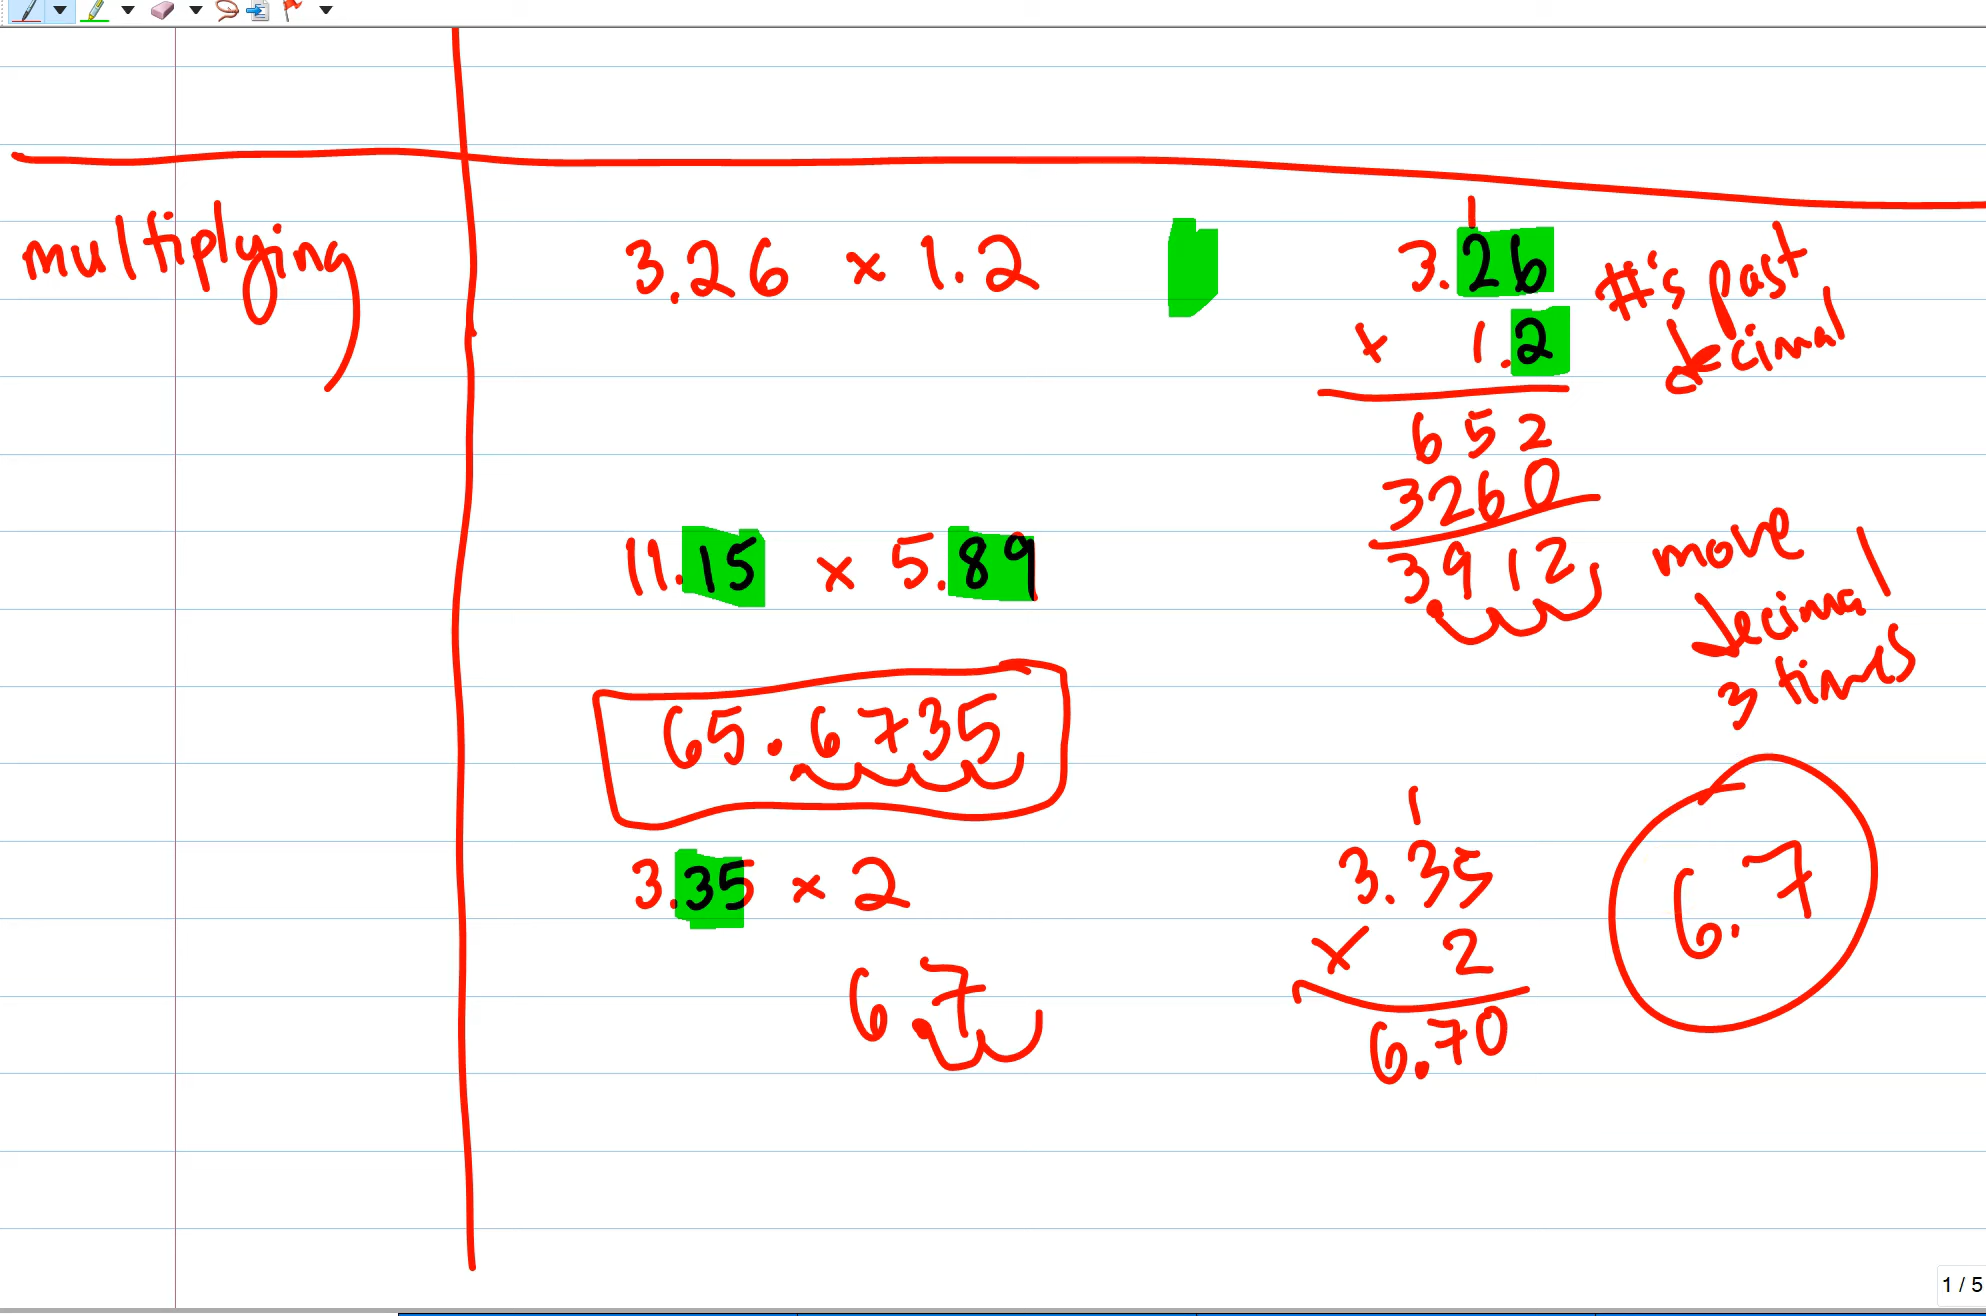 multiplying
3.26 x 1.2
1
3.26
x 1.2
#'s past
decimal
652
3260
3912
move
decimal
3 times
11.15 x 5.89
65.6735
3.35 x 2
6.7
1
3.35
x 2
6.70
6.7
1 / 5